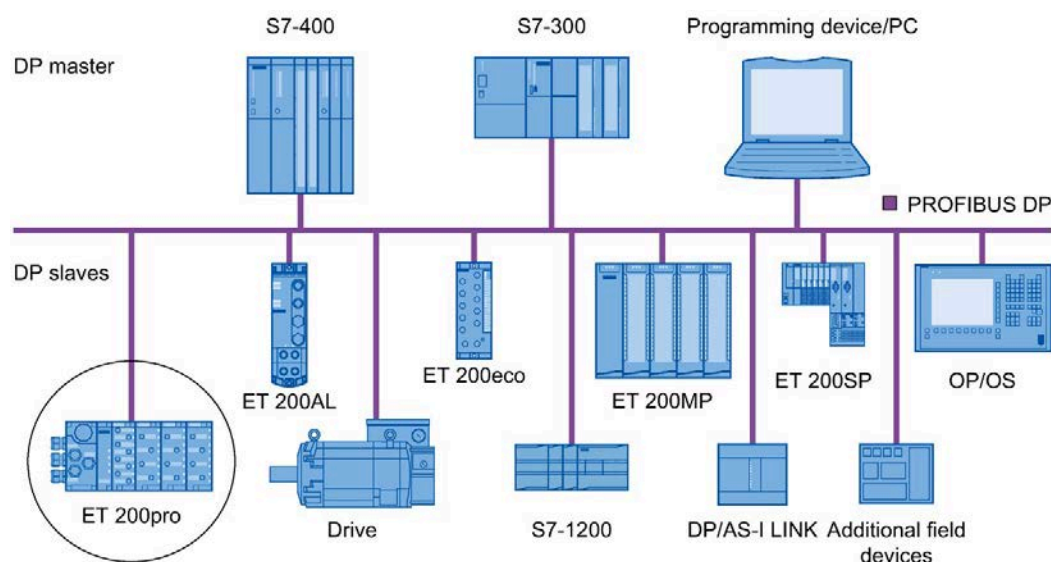 S7-400
S7-300
Programming device/PC
DP master
PROFIBUS DP
DP slaves
ET 200AL
ET 200eco
ET 200MP
ET 200SP
OP/OS
ET 200pro
Drive
S7-1200
DP/AS-I LINK
Additional field
devices